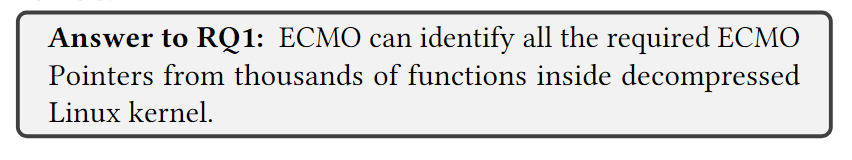 Answer to RQ1: ECMO can identify all the required ECMO
Pointers from thousands of functions inside decompressed
Linux kernel.